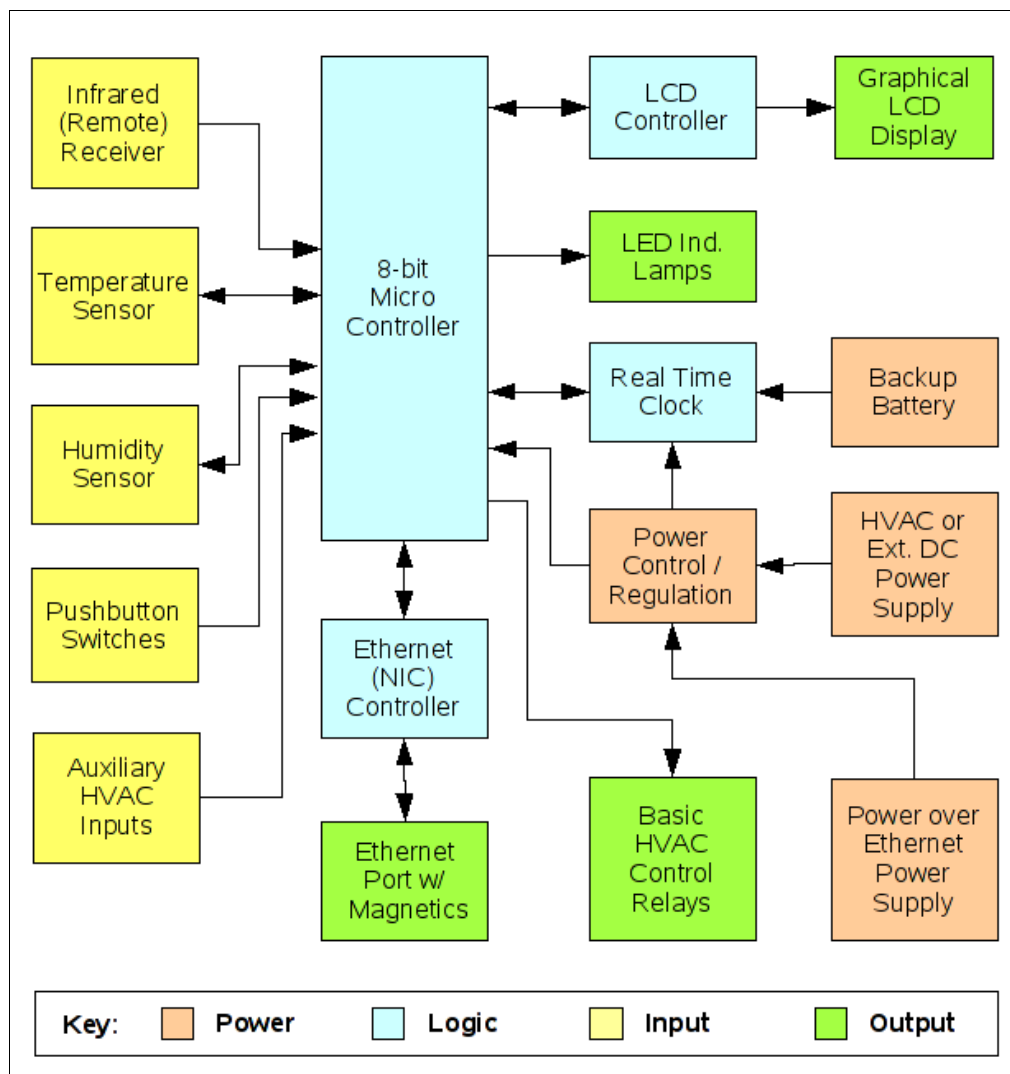 Infrared
(Remote)
Receiver
Temperature
Sensor
Humidity
Sensor
Pushbutton
Switches
Auxiliary
HVAC
Inputs
8-bit
Micro
Controller
Ethernet
(NIC)
Controller
Ethernet
Port w/
Magnetics
LCD
Controller
Graphical
LCD
Display
LED Ind.
Lamps
Real Time
Clock
Backup
Battery
Power
Control /
Regulation
HVAC or
Ext. DC
Power
Supply
Basic
HVAC
Control
Relays
Power over
Ethernet
Power
Supply
Key: Power Logic Input Output